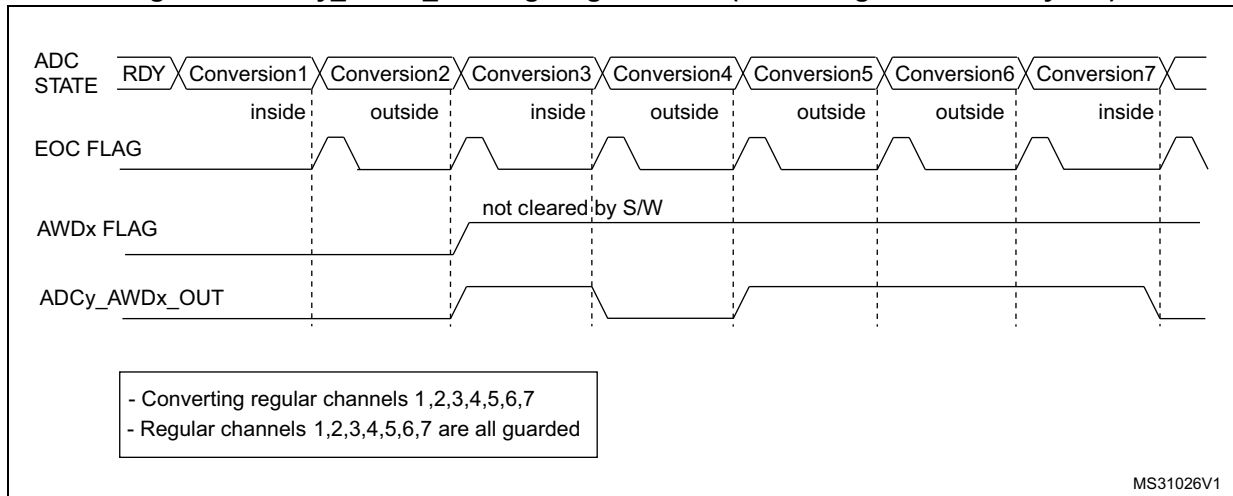 ADC STATE RDY Conversion1 Conversion2 Conversion3 Conversion4 Conversion5 Conversion6 Conversion7
inside outside inside outside outside outside inside
EOC FLAG
not cleared by S/W
AWDx FLAG
ADCy_AWDx_OUT
- Converting regular channels 1,2,3,4,5,6,7
- Regular channels 1,2,3,4,5,6,7 are all guarded
MS31026V1